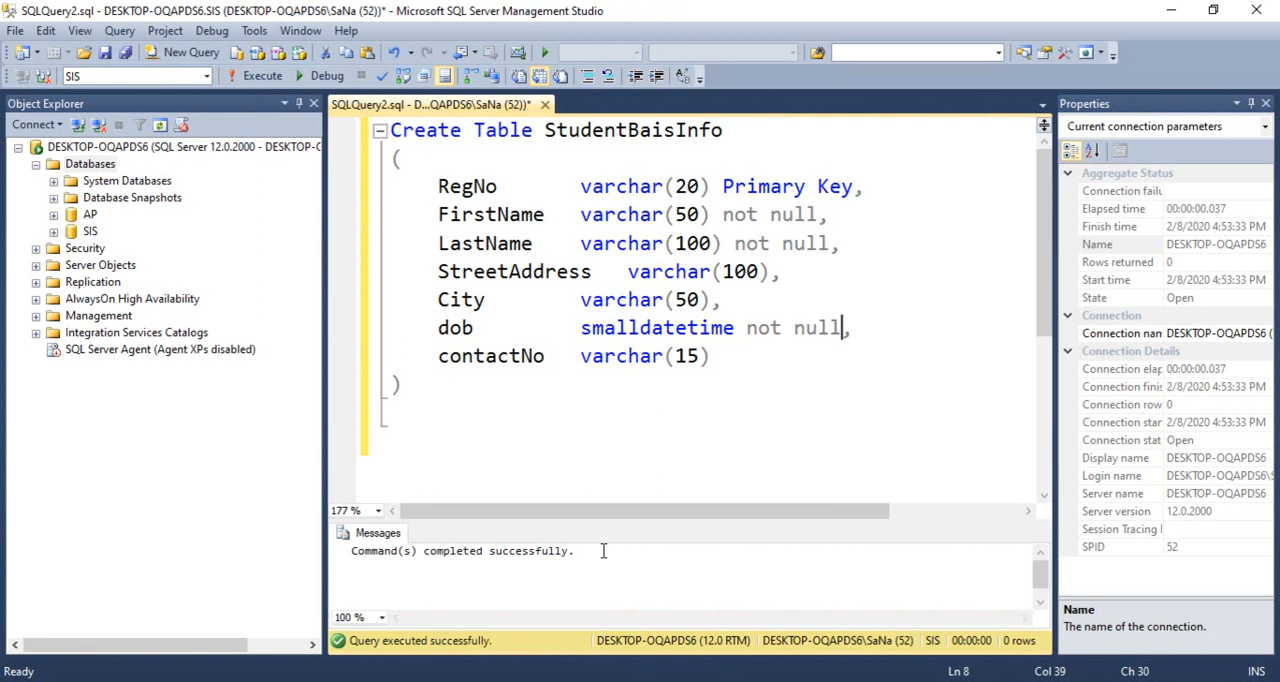 SQLQuery2.sql - DESKTOP-OQAPDS6.SIS (DESKTOP-OQAPDS6\SaNa (52))* - Microsoft SQL Server Management Studio
File Edit View Query Project Debug Tools Window Help
New Query
SIS Execute Debug
Object Explorer
Connect
DESKTOP-OQAPDS6 (SQL Server 12.0.2000 - DESKTOP-O
Databases
System Databases
Database Snapshots
AP
SIS
Security
Server Objects
Replication
AlwaysOn High Availability
Management
Integration Services Catalogs
SQL Server Agent (Agent XPs disabled)
SQLQuery2.sql - D...OQAPDS6\SaNa (52))*
Create Table StudentBaisInfo
(
RegNo varchar(20) Primary Key,
FirstName varchar(50) not null,
LastName varchar(100) not null,
StreetAddress varchar(100),
City varchar(50),
dob smalldatetime not null,
contactNo varchar(15)
)
177 %
Messages
Command(s) completed successfully.
100 %
Query executed successfully. DESKTOP-OQAPDS6 (12.0 RTM) DESKTOP-OQAPDS6\SaNa (52) SIS 00:00:00 0 rows
Properties
Current connection parameters
Aggregate Status
Connection failu
Elapsed time 00:00:00.037
Finish time 2/8/2020 4:53:33 PM
Name DESKTOP-OQAPDS6
Rows returned 0
Start time 2/8/2020 4:53:33 PM
State Open
Connection
Connection nam DESKTOP-OQAPDS6 (
Connection Details
Connection elap 00:00:00.037
Connection finis 2/8/2020 4:53:33 PM
Connection row 0
Connection star 2/8/2020 4:53:33 PM
Connection stat Open
Display name DESKTOP-OQAPDS6
Login name DESKTOP-OQAPDS6\S
Server name DESKTOP-OQAPDS6
Server version 12.0.2000
Session Tracing I
SPID 52
Name
The name of the connection.
Ready Ln 8 Col 39 Ch 30 INS